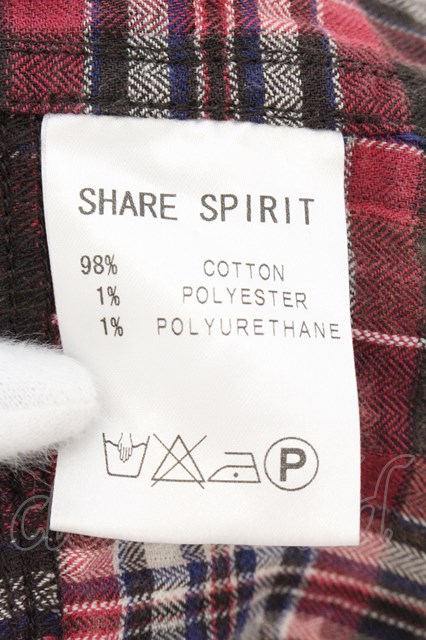 SHARE SPIRIT
98% COTTON
1% POLYESTER
1% POLYURETHANE
P